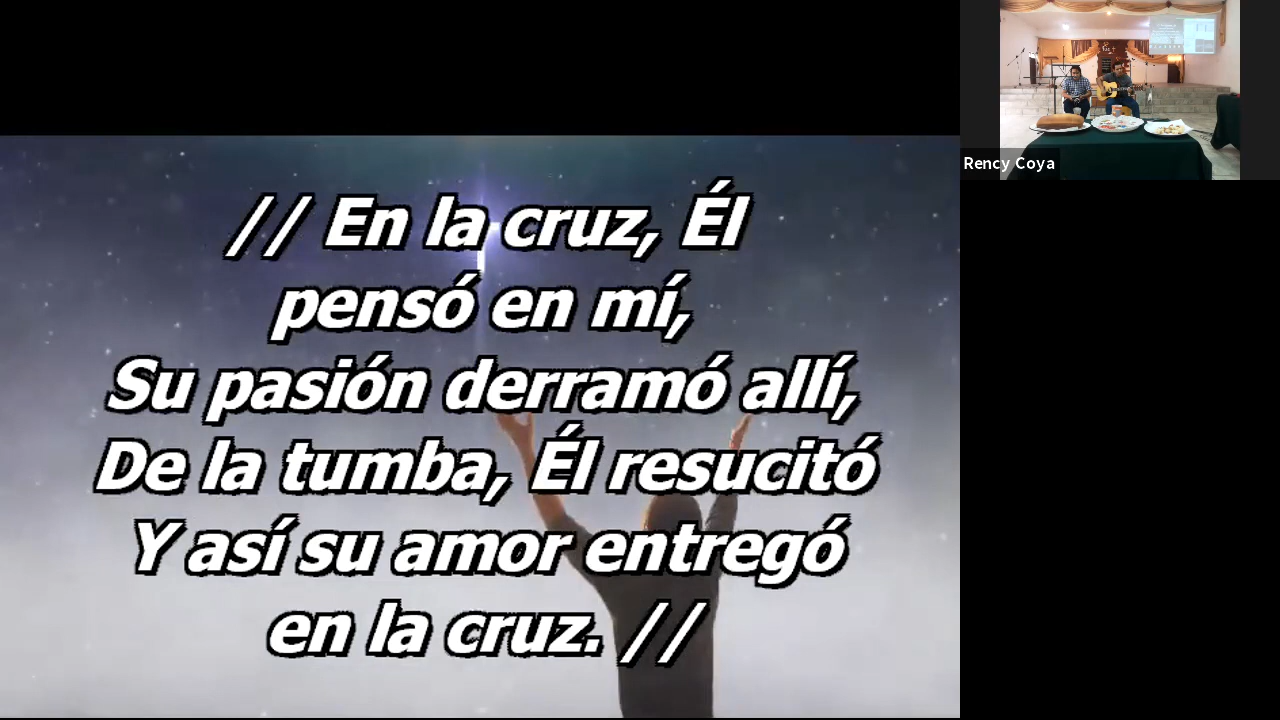 // En la cruz, Él
pensó en mí,
Su pasión derramó allí,
De la tumba, Él resucitó
Y así su amor entregó
en la cruz. //
Rency Coya